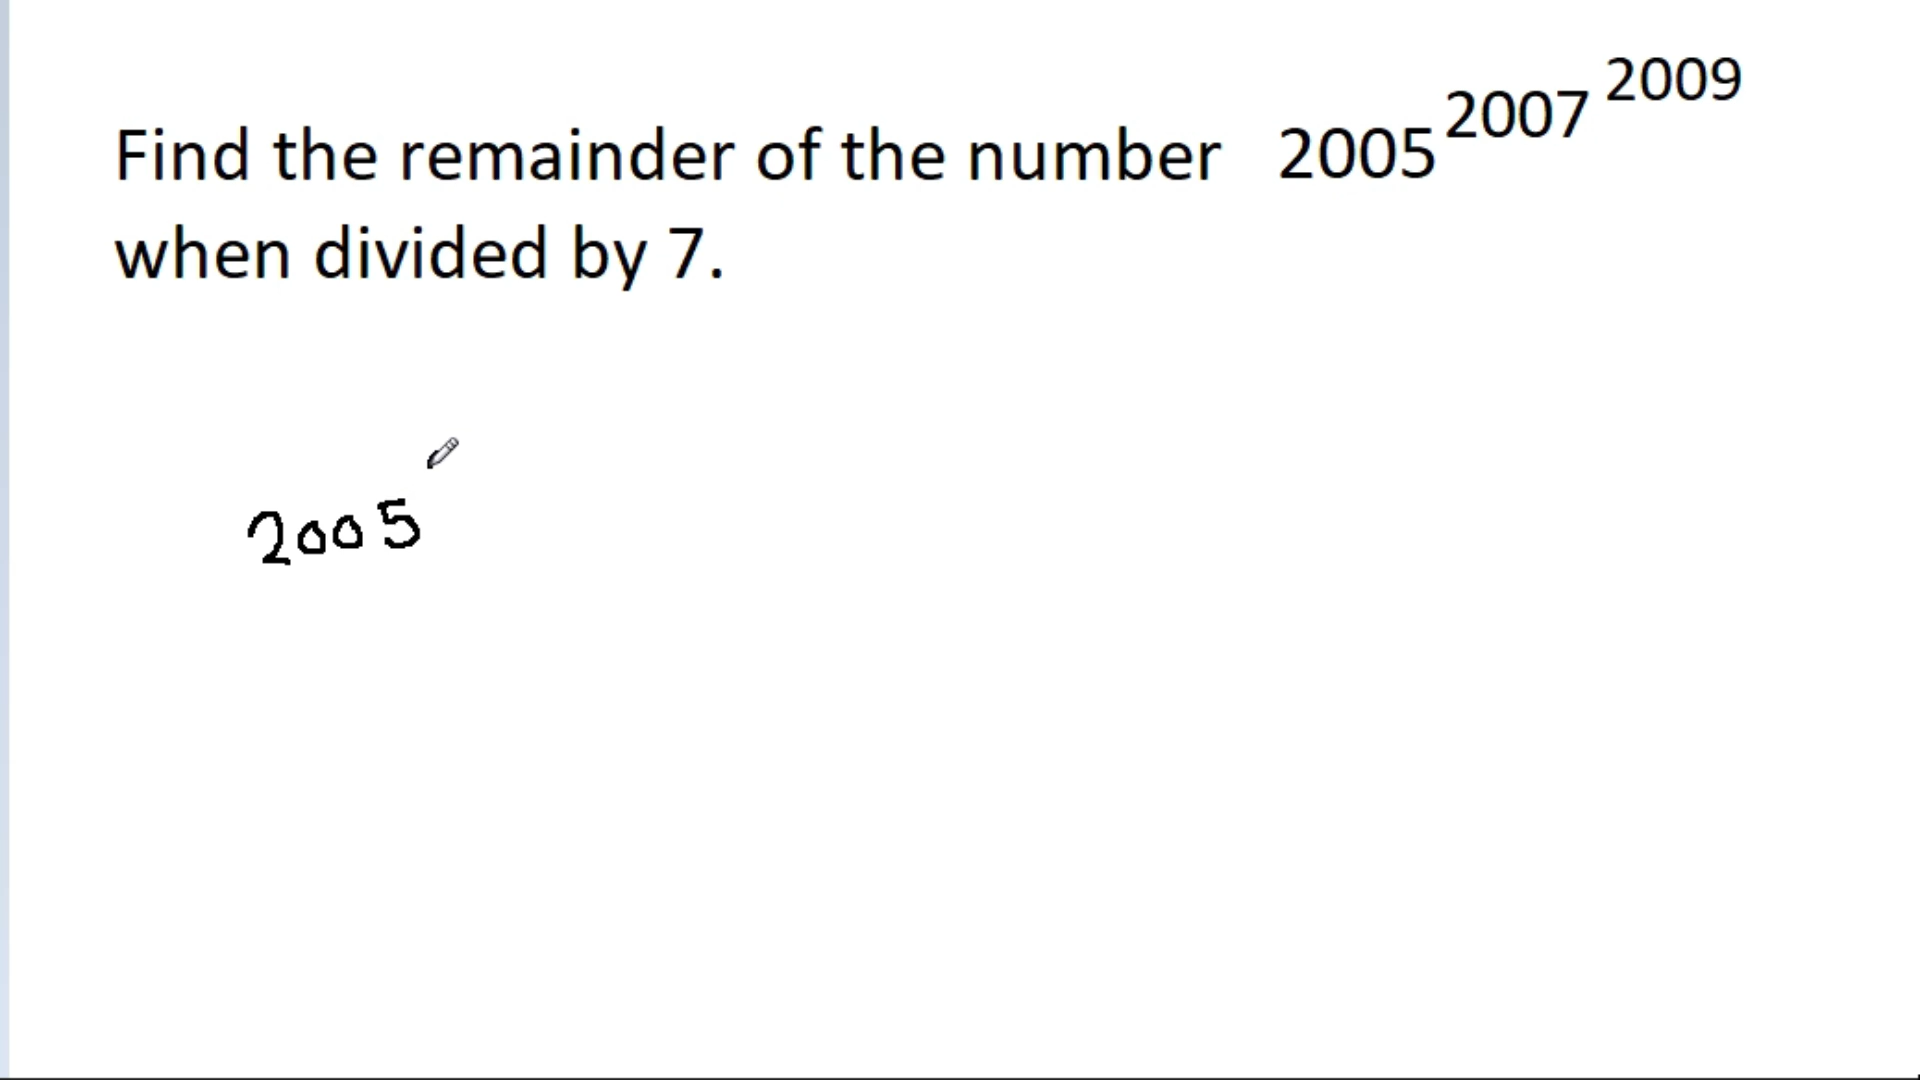 Find the remainder of the number 2005^2007^2009
when divided by 7.
2005